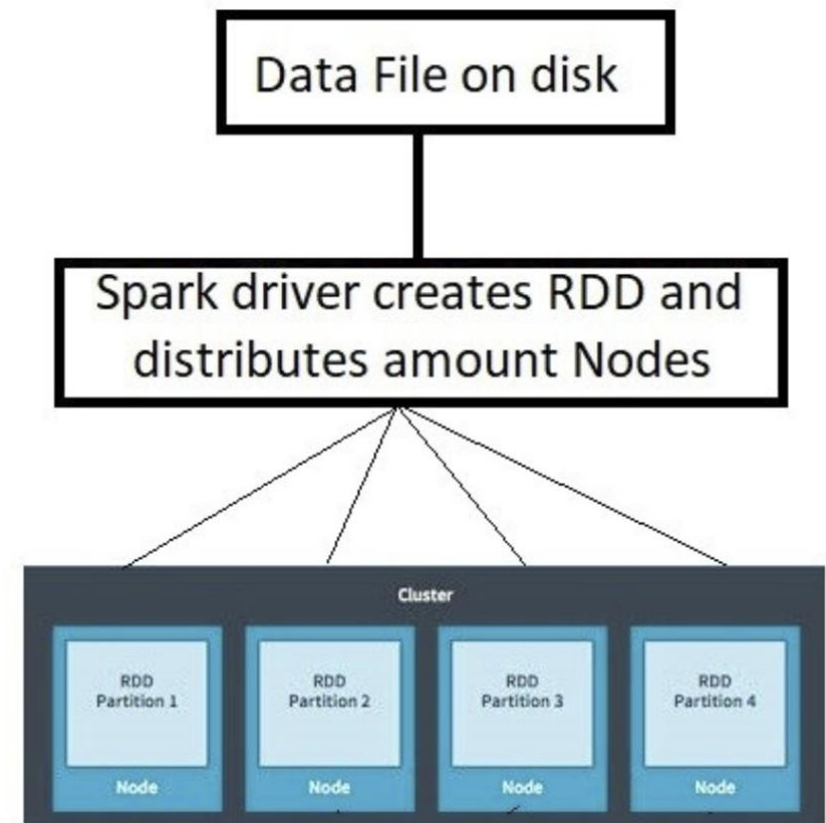 Data File on disk
Spark driver creates RDD and
distributes amount Nodes
Cluster
RDD
Partition 1
Node
RDD
Partition 2
Node
RDD
Partition 3
Node
RDD
Partition 4
Node